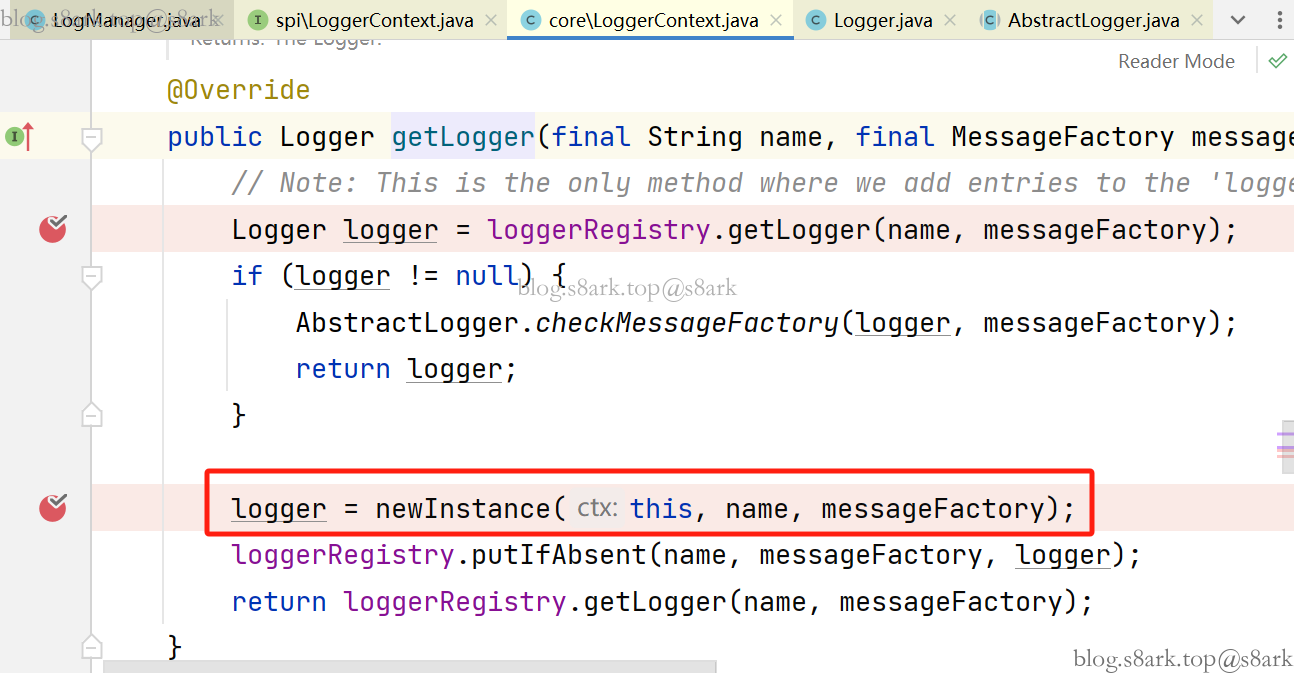 blog.s8ark.top@s8ark
LogManager.java spi\LoggerContext.java core\LoggerContext.java Logger.java AbstractLogger.java
Returns: The Logger.
Reader Mode
@Override
public Logger getLogger(final String name, final MessageFactory message
// Note: This is the only method where we add entries to the 'logge
Logger logger = loggerRegistry.getLogger(name, messageFactory);
if (logger != null) {
blog.s8ark.top@s8ark
AbstractLogger.checkMessageFactory(logger, messageFactory);
return logger;
}
logger = newInstance( ctx: this, name, messageFactory);
loggerRegistry.putIfAbsent(name, messageFactory, logger);
return loggerRegistry.getLogger(name, messageFactory);
}
blog.s8ark.top@s8ark